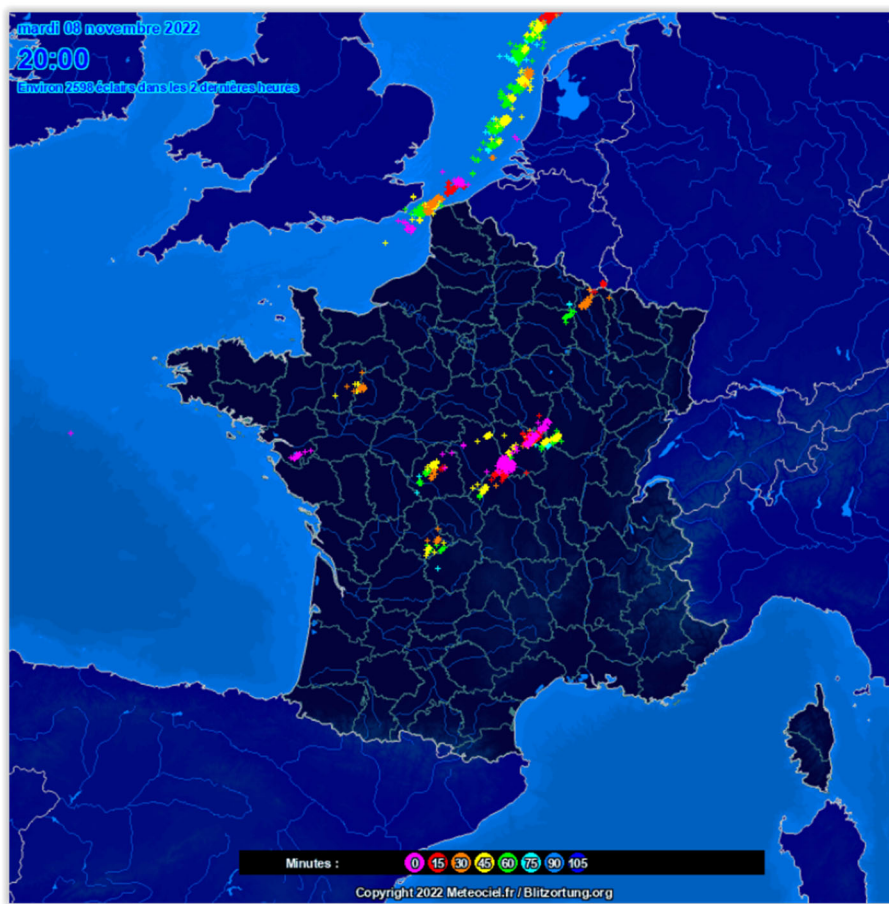 mardi 08 novembre 2022
20:00
Environ 2598 éclairs dans les 2 dernières heures
Minutes : 0 15 30 45 60 75 90 105
Copyright 2022 Meteociel.fr / Blitzortung.org